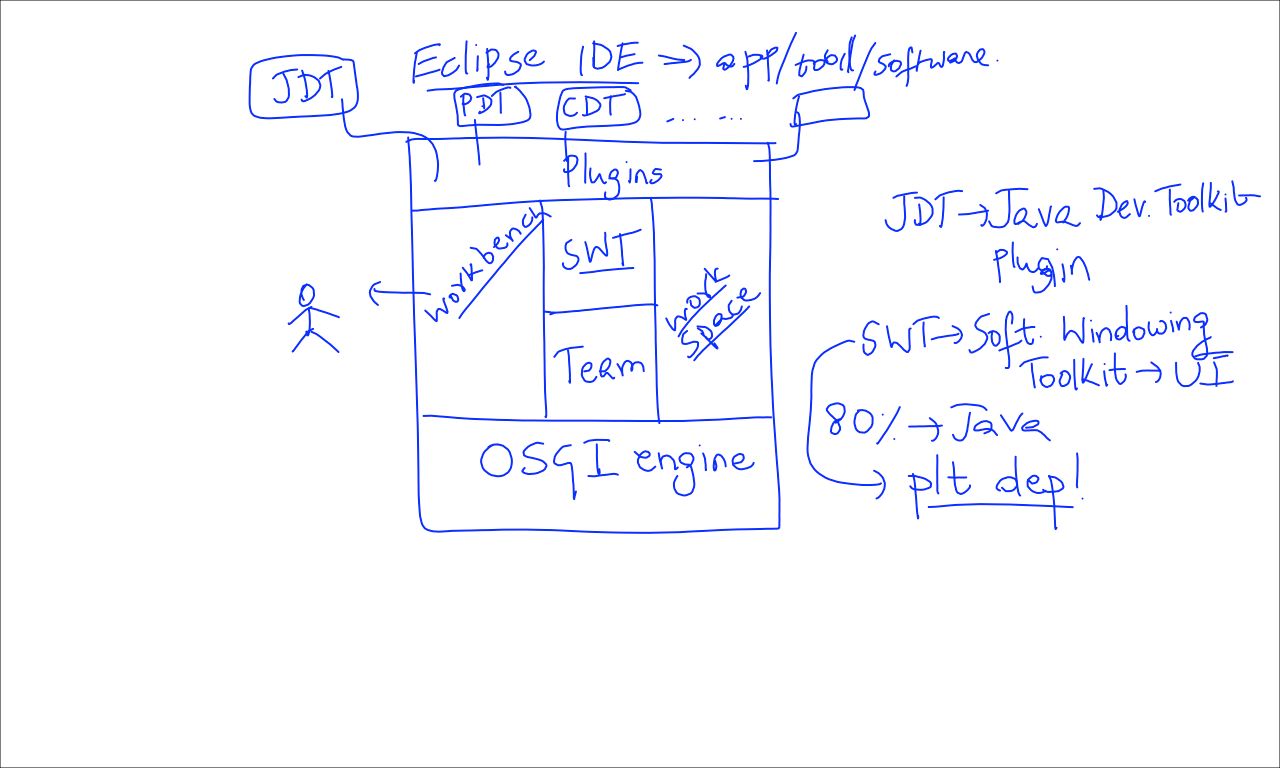 Eclipse IDE => app/tool/software.
JDT
PDT
CDT
... ...
Plugins
Workbench
SWT
Team
Work
Space
OSGI engine
JDT → Java Dev. Toolkit
plugin
SWT → Soft. Windowing
Toolkit → UI
80% → Java
→ plt dep!